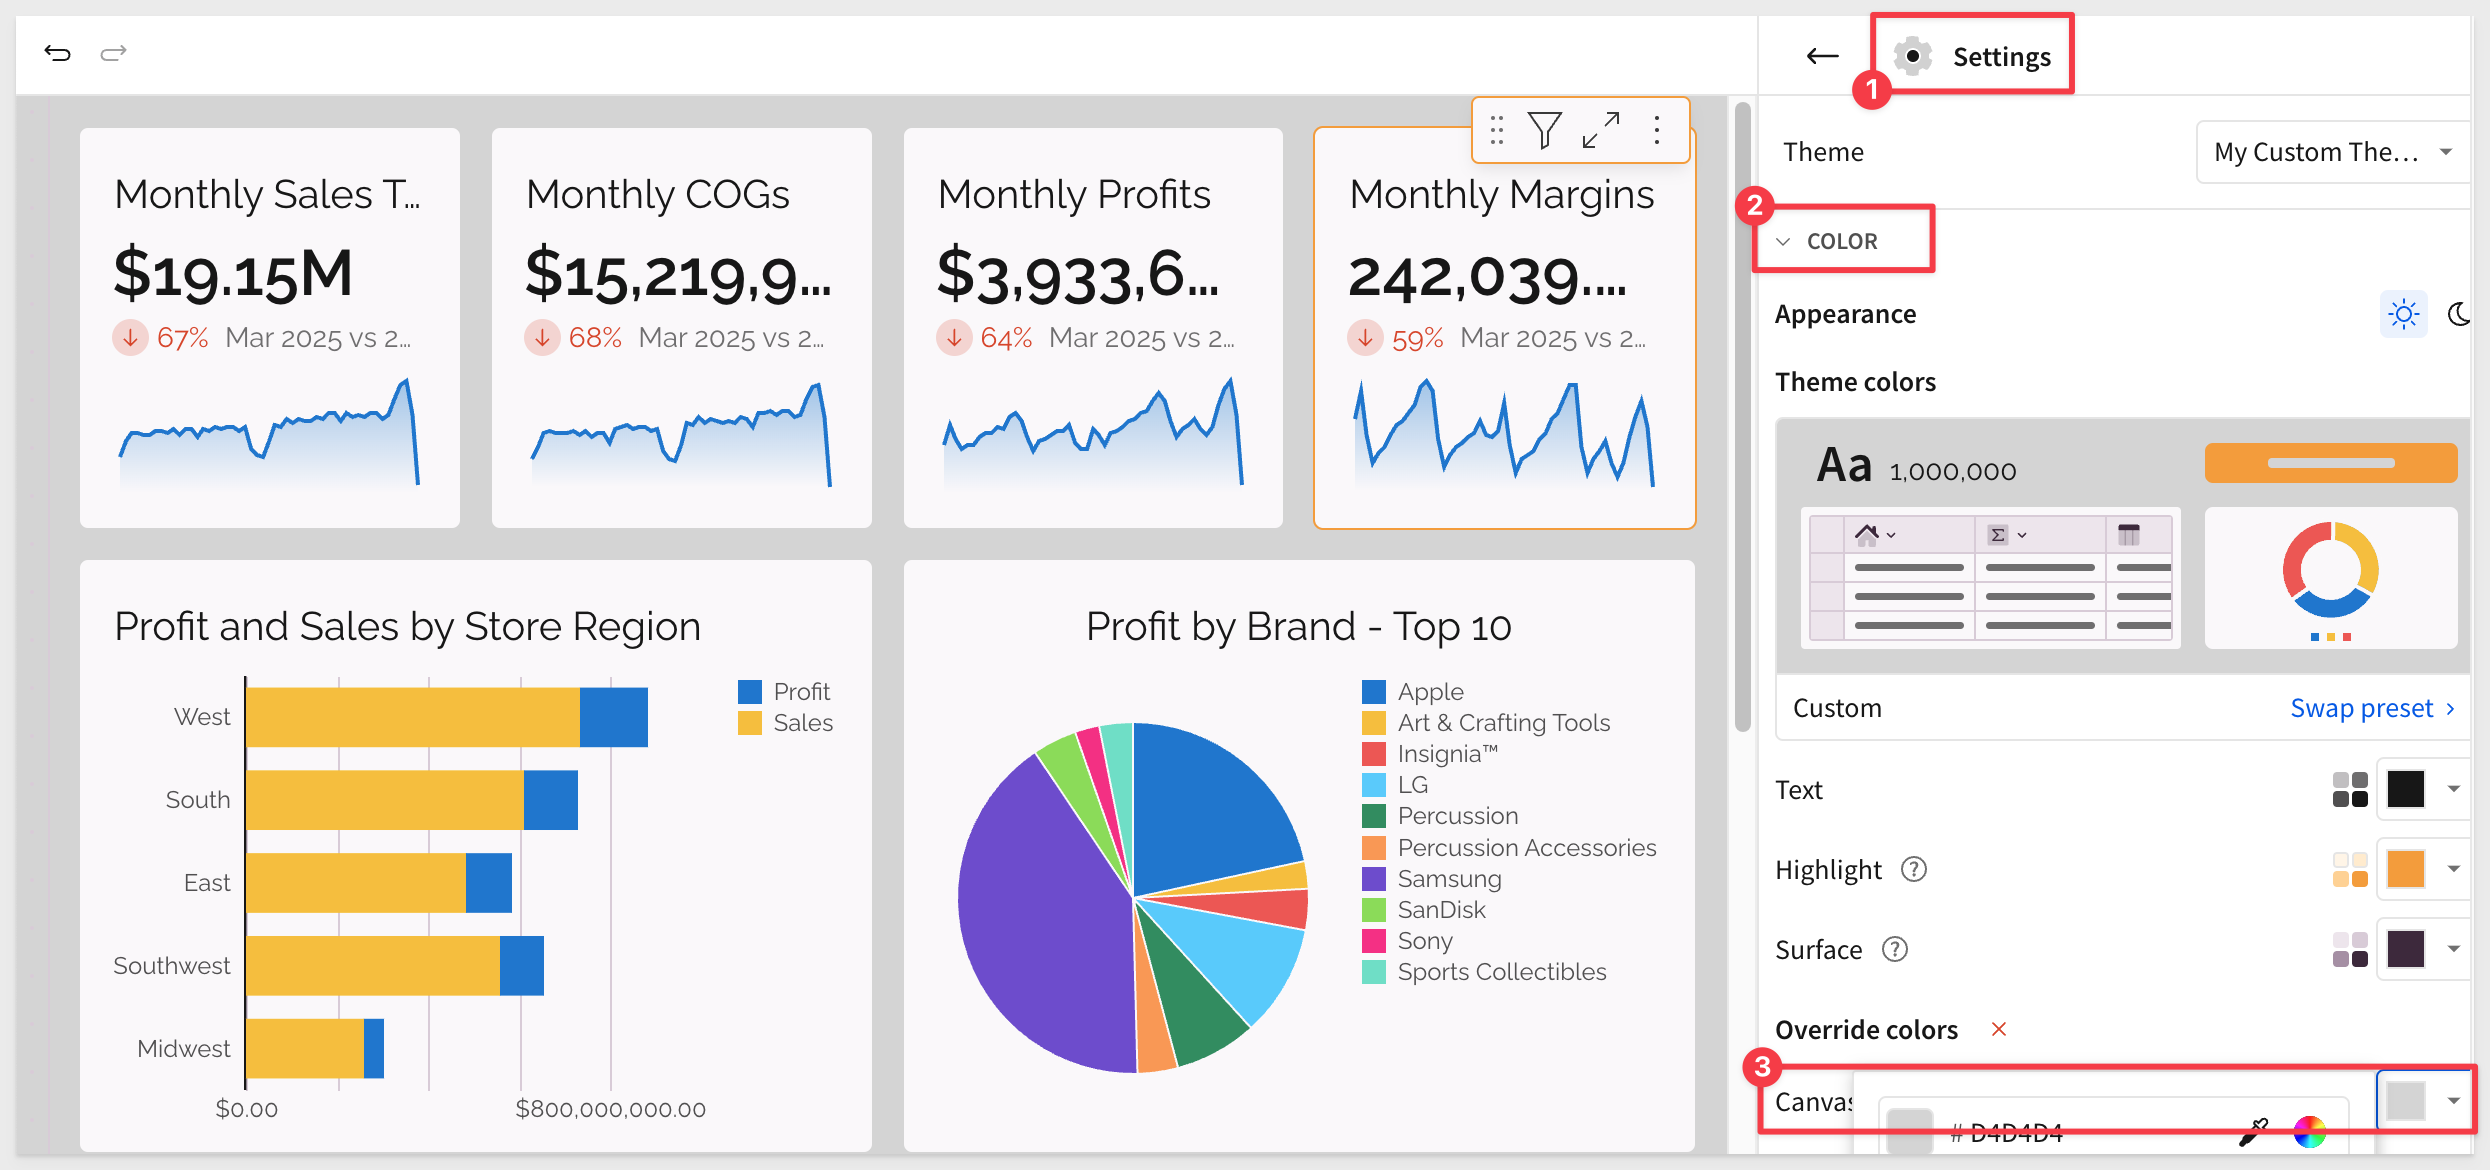 1
Settings
Theme
My Custom The...
2
COLOR
Appearance
Theme colors
Aa 1,000,000
Custom
Swap preset
Text
Highlight ?
Surface ?
Override colors
3
Canvas
# D4D4D4
Monthly Sales T...
$19.15M
67% Mar 2025 vs 2...
Monthly COGs
$15,219,9...
68% Mar 2025 vs 2...
Monthly Profits
$3,933,6...
64% Mar 2025 vs 2...
Monthly Margins
242,039....
59% Mar 2025 vs 2...
Profit and Sales by Store Region
West
South
East
Southwest
Midwest
$0.00
$800,000,000.00
Profit
Sales
Profit by Brand - Top 10
Apple
Art & Crafting Tools
Insignia™
LG
Percussion
Percussion Accessories
Samsung
SanDisk
Sony
Sports Collectibles